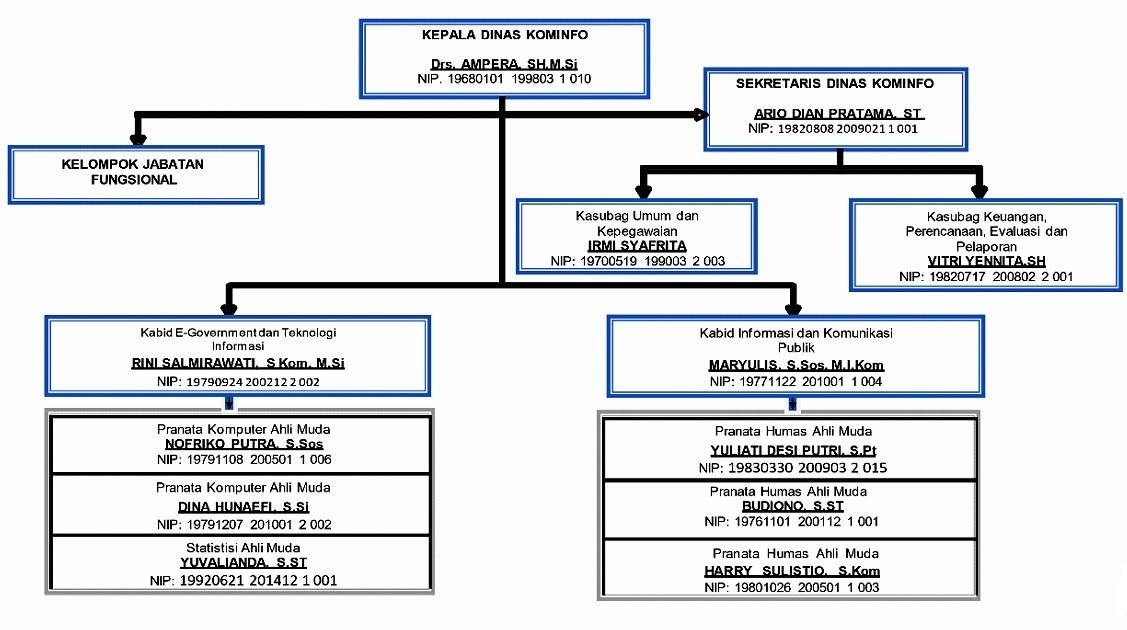 KEPALA DINAS KOMINFO
Drs. AMPERA, SH.M.Si
NIP. 19680101 199803 1 010
SEKRETARIS DINAS KOMINFO
ARIO DIAN PRATAMA, ST
NIP: 19820808 2009021 1 001
KELOMPOK JABATAN
FUNGSIONAL
Kasubag Umum dan
Kepegawaian
IRMI SYAFRITA
NIP: 19700519 199003 2 003
Kasubag Keuangan,
Perencanaan, Evaluasi dan
Pelaporan
VITRI YENNITA,SH
NIP: 19820717 200802 2 001
Kabid E-Government dan Teknologi
Informasi
RINI SALMIRAWATI, S Kom, M.Si
NIP: 19790924 200212 2 002
Pranata Komputer Ahli Muda
NOFRIKO PUTRA, S.Sos
NIP: 19791108 200501 1 006
Pranata Komputer Ahli Muda
DINA HUNAEFI, S.Si
NIP: 19791207 201001 2 002
Statistisi Ahli Muda
YUVALIANDA, S.ST
NIP: 19920621 201412 1 001
Kabid Informasi dan Komunikasi
Publik
MARYULIS, S.Sos, M.I.Kom
NIP: 19771122 201001 1 004
Pranata Humas Ahli Muda
YULIATI DESI PUTRI, S.Pt
NIP: 19830330 200903 2 015
Pranata Humas Ahli Muda
BUDIONO, S.ST
NIP: 19761101 200112 1 001
Pranata Humas Ahli Muda
HARRY SULISTIO, S.Kom
NIP: 19801026 200501 1 003